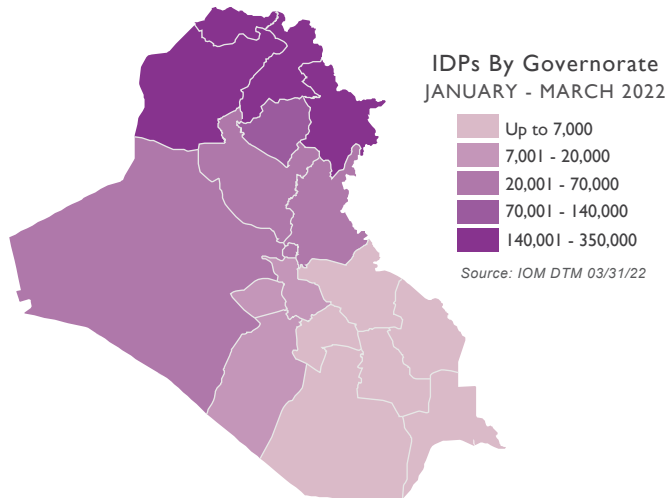 IDPs By Governorate
JANUARY - MARCH 2022
Up to 7,000
7,001 - 20,000
20,001 - 70,000
70,001 - 140,000
140,001 - 350,000
Source: IOM DTM 03/31/22